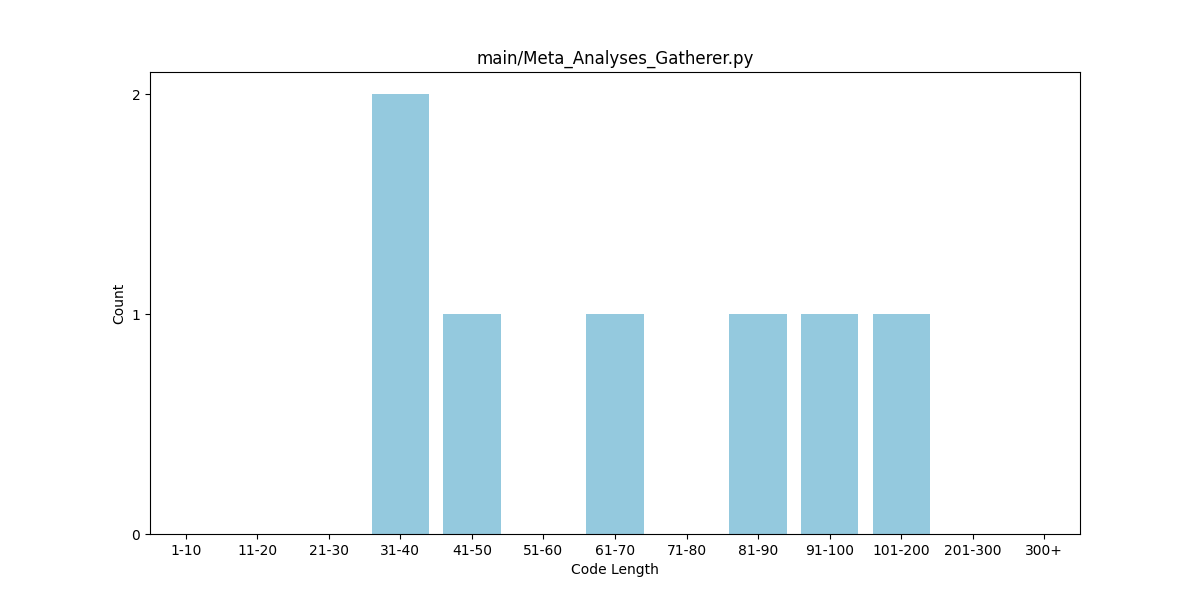 main/Meta_Analyses_Gatherer.py
2
1
0
Count
1-10 11-20 21-30 31-40 41-50 51-60 61-70 71-80 81-90 91-100 101-200 201-300 300+
Code Length